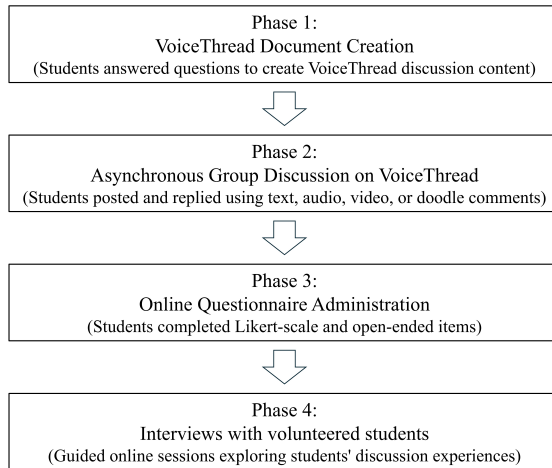 Phase 1:
VoiceThread Document Creation
(Students answered questions to create VoiceThread discussion content)
Phase 2:
Asynchronous Group Discussion on VoiceThread
(Students posted and replied using text, audio, video, or doodle comments)
Phase 3:
Online Questionnaire Administration
(Students completed Likert-scale and open-ended items)
Phase 4:
Interviews with volunteered students
(Guided online sessions exploring students' discussion experiences)